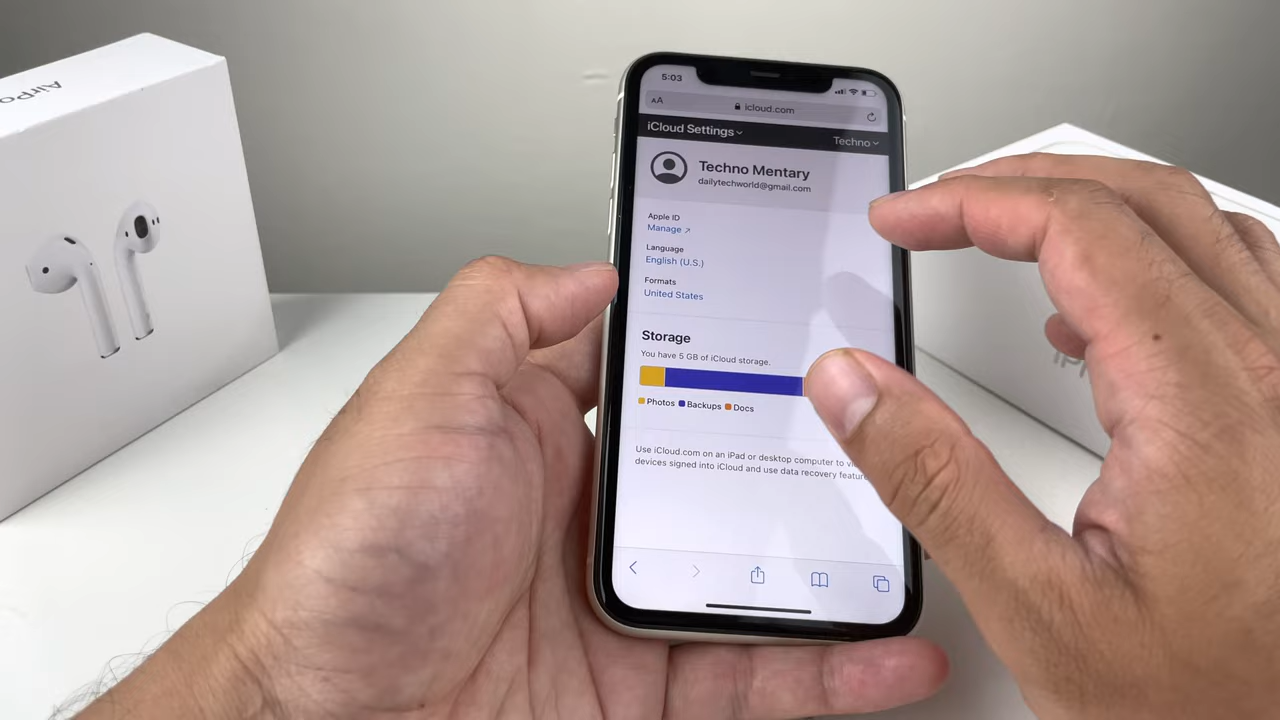 5:03
AA
icloud.com
iCloud Settings
Techno
Techno Mentary
dailytechworld@gmail.com
Apple ID
Manage ↗
Language
English (U.S.)
Formats
United States
Storage
You have 5 GB of iCloud storage.
Photos Backups Docs
Use iCloud.com on an iPad or desktop computer to
devices signed into iCloud and use data recovery